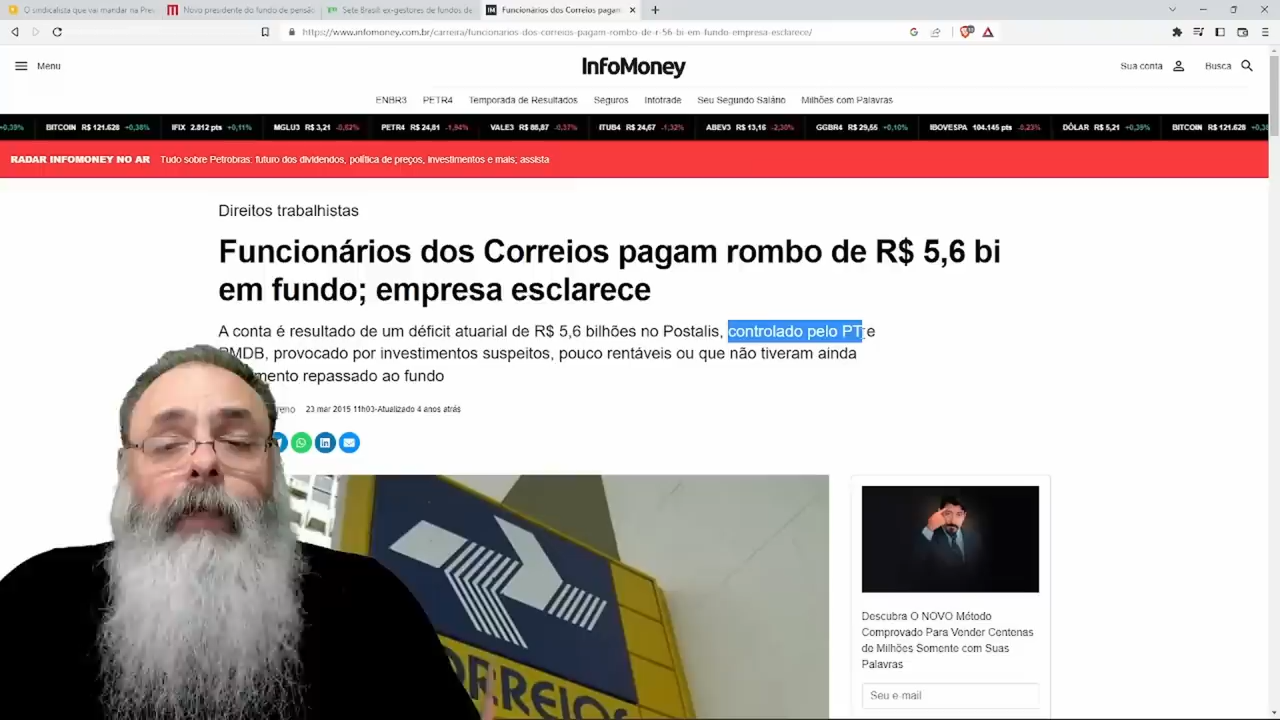 O sindicalista que vai mandar na Pre
Novo presidente do fundo de pensã
Sete Brasil ex-gestores de fundos de
Funcionários dos Correios pagam
https://www.infomoney.com.br/carreira/funcionarios-dos-correios-pagam-rombo-de-r-56-bi-em-fundo-empresa-esclarece/
Menu
InfoMoney
Sua conta
Busca
ENBR3 PETR4 Temporada de Resultados Seguros Infotrade Seu Segundo Salário Milhões com Palavras
+0,39% BITCOIN R$ 121.628 +0,38% IFIX 2.812 pts +0,11% MGLU3 R$ 3,21 -0,62% PETR4 R$ 24,81 -1,94% VALE3 R$ 88,87 -0,37% ITUB4 R$ 24,67 -1,32% ABEV3 R$ 13,16 -2,30% GGBR4 R$ 29,55 +0,10% IBOVESPA 104.145 pts -0,23% DÓLAR R$ 5,21 +0,39% BITCOIN R$ 121.628
RADAR INFOMONEY NO AR Tudo sobre Petrobras: futuro dos dividendos, política de preços, investimentos e mais; assista
Direitos trabalhistas
Funcionários dos Correios pagam rombo de R$ 5,6 bi
em fundo; empresa esclarece
A conta é resultado de um déficit atuarial de R$ 5,6 bilhões no Postalis, controlado pelo PT e
PMDB, provocado por investimentos suspeitos, pouco rentáveis ou que não tiveram ainda
mento repassado ao fundo
reno 23 mar 2015 11h03-Atualizado 4 anos atrás
RREIOS
Descubra O NOVO Método
Comprovado Para Vender Centenas
de Milhões Somente com Suas
Palavras
Seu e-mail